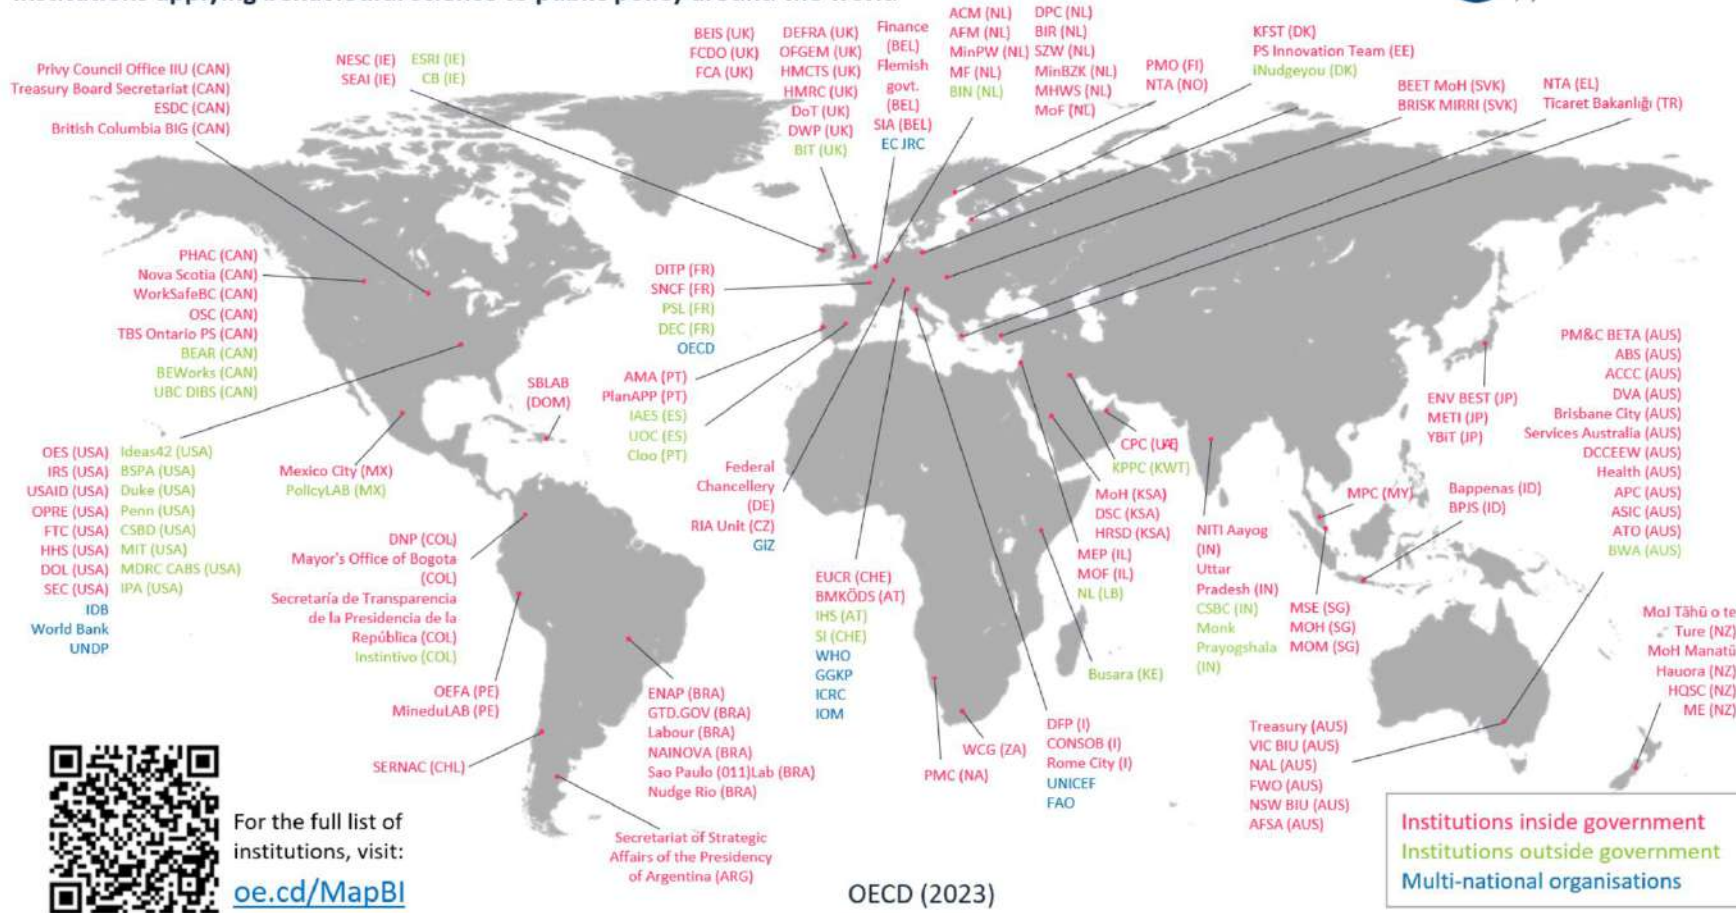 Institutions applying behavioural science to public policy around the world
Privy Council Office IIU (CAN)
Treasury Board Secretariat (CAN)
ESDC (CAN)
British Columbia BIG (CAN)
NESC (IE)
SEAI (IE)
ESRI (IE)
CB (IE)
BEIS (UK)
FCDO (UK)
FCA (UK)
DEFRA (UK)
OFGEM (UK)
HMCTS (UK)
HMRC (UK)
DoT (UK)
DWP (UK)
BIT (UK)
Finance
(BEL)
Flemish
govt.
(BEL)
SIA (BEL)
EC JRC
ACM (NL)
AFM (NL)
MinPW (NL)
MF (NL)
BIN (NL)
DPC (NL)
BIR (NL)
SZW (NL)
MinBZK (NL)
MHWS (NL)
MoF (NL)
PMO (FI)
NTA (NO)
KFST (DK)
PS Innovation Team (EE)
iNudgeyou (DK)
BEET MoH (SVK)
BRISK MIRRI (SVK)
NTA (EL)
Ticaret Bakanlığı (TR)
PHAC (CAN)
Nova Scotia (CAN)
WorkSafeBC (CAN)
OSC (CAN)
TBS Ontario PS (CAN)
BEAR (CAN)
BEWorks (CAN)
UBC DIBS (CAN)
DITP (FR)
SNCF (FR)
PSL (FR)
DEC (FR)
OECD
AMA (PT)
PlanAPP (PT)
IAES (ES)
UOC (ES)
Cloo (PT)
SBLAB
(DOM)
OES (USA)
IRS (USA)
USAID (USA)
OPRE (USA)
FTC (USA)
HHS (USA)
DOL (USA)
SEC (USA)
IDB
World Bank
UNDP
Ideas42 (USA)
BSPA (USA)
Duke (USA)
Penn (USA)
CSBD (USA)
MIT (USA)
MDRC CABS (USA)
IPA (USA)
Mexico City (MX)
PolicyLAB (MX)
Federal
Chancellery
(DE)
RIA Unit (CZ)
GIZ
DNP (COL)
Mayor's Office of Bogota
(COL)
Secretaría de Transparencia
de la Presidencia de la
República (COL)
Instintivo (COL)
OEFA (PE)
MineduLAB (PE)
SERNAC (CHL)
ENAP (BRA)
GTD.GOV (BRA)
Labour (BRA)
NAINOVA (BRA)
Sao Paulo (011)Lab (BRA)
Nudge Rio (BRA)
Secretariat of Strategic
Affairs of the Presidency
of Argentina (ARG)
EUCR (CHE)
BMKÖDS (AT)
IHS (AT)
SI (CHE)
WHO
GGKP
ICRC
IOM
PMC (NA)
WCG (ZA)
DFP (I)
CONSOB (I)
Rome City (I)
UNICEF
FAO
Busara (KE)
MEP (IL)
MOF (IL)
NL (LB)
MoH (KSA)
DSC (KSA)
HRSD (KSA)
CPC (UAE)
KPPC (KWT)
NITI Aayog
(IN)
Uttar
Pradesh (IN)
CSBC (IN)
Monk
Prayogshala
(IN)
MPC (MY)
MSE (SG)
MOH (SG)
MOM (SG)
Bappenas (ID)
BPJS (ID)
ENV BEST (JP)
METI (JP)
YBiT (JP)
PM&C BETA (AUS)
ABS (AUS)
ACCC (AUS)
DVA (AUS)
Brisbane City (AUS)
Services Australia (AUS)
DCCEEW (AUS)
Health (AUS)
APC (AUS)
ASIC (AUS)
ATO (AUS)
BWA (AUS)
Treasury (AUS)
VIC BIU (AUS)
NAL (AUS)
FWO (AUS)
NSW BIU (AUS)
AFSA (AUS)
MoJ Tāhū o te
Ture (NZ)
MoH Manatū
Hauora (NZ)
HQSC (NZ)
ME (NZ)
For the full list of
institutions, visit:
oe.cd/MapBI
OECD (2023)
Institutions inside government
Institutions outside government
Multi-national organisations